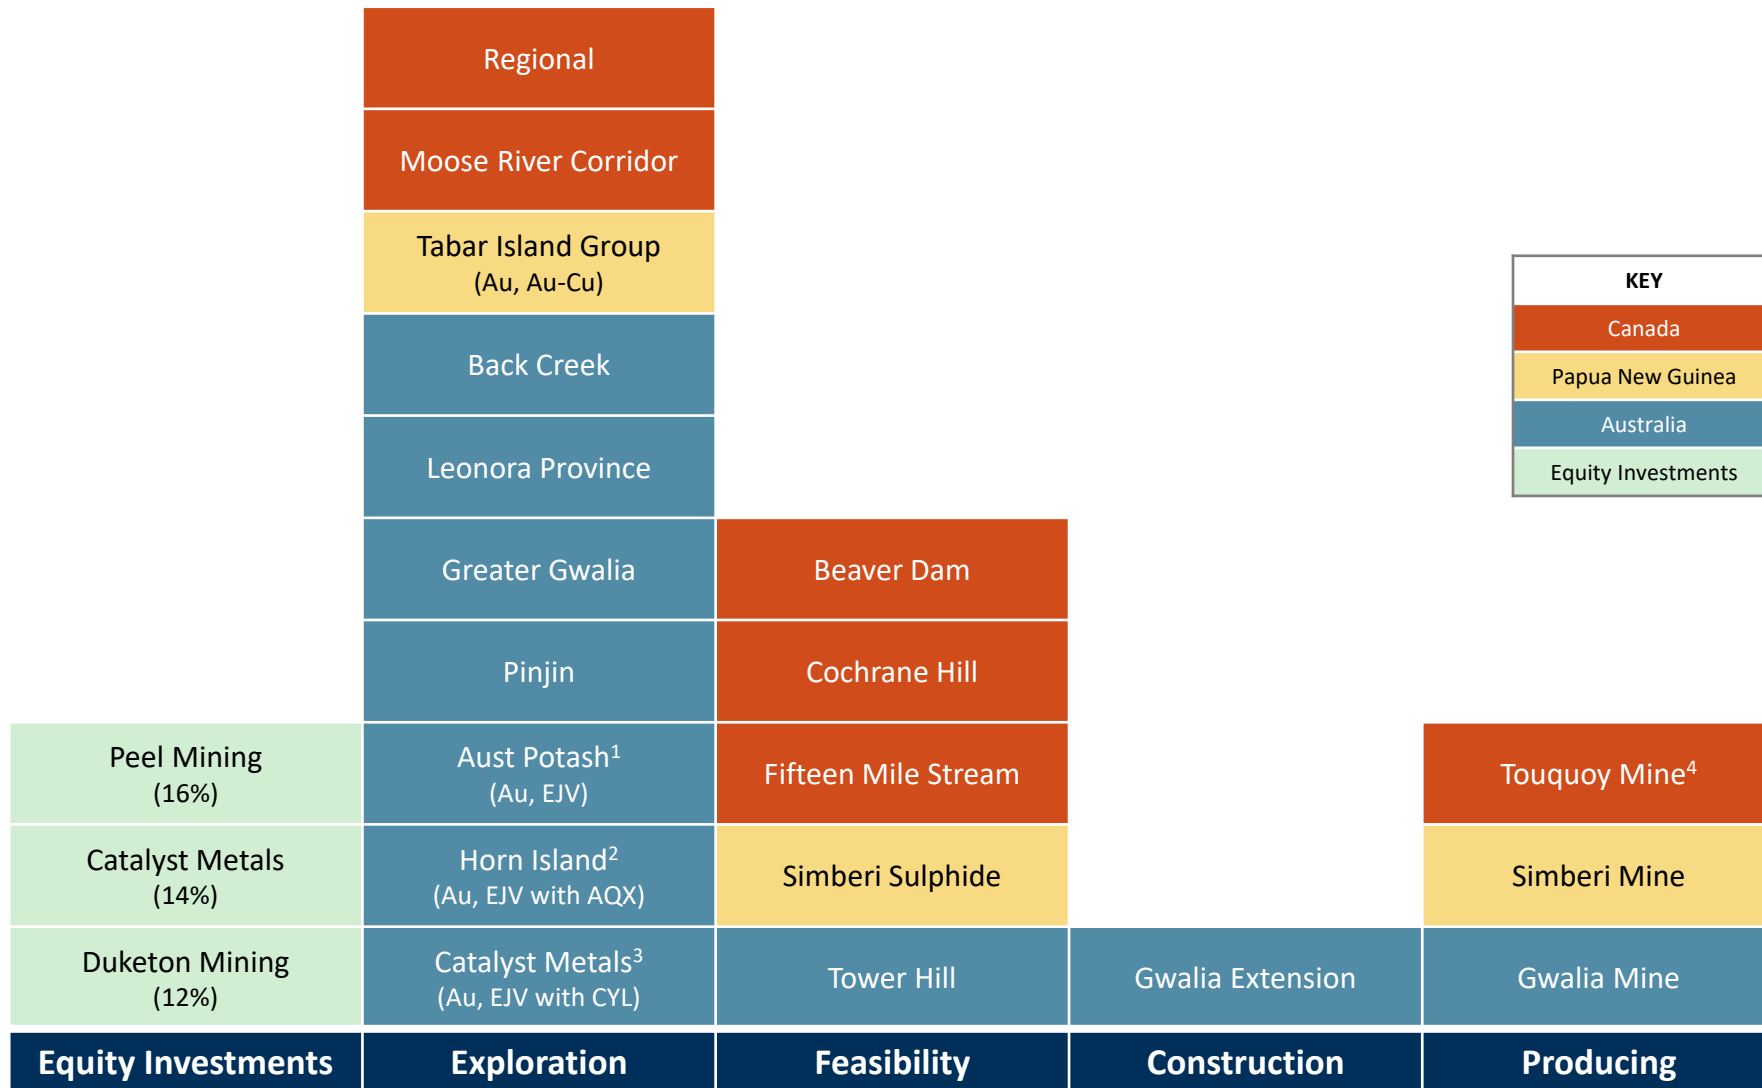 Regional
Moose River Corridor
Tabar Island Group
(Au, Au-Cu)
Back Creek
Leonora Province
Greater Gwalia
Pinjin
Aust Potash¹
(Au, EJV)
Horn Island²
(Au, EJV with AQX)
Catalyst Metals³
(Au, EJV with CYL)
Peel Mining
(16%)
Catalyst Metals
(14%)
Duketon Mining
(12%)
Beaver Dam
Cochrane Hill
Fifteen Mile Stream
Simberi Sulphide
Tower Hill
Gwalia Extension
Touquoy Mine⁴
Simberi Mine
Gwalia Mine
KEY
Canada
Papua New Guinea
Australia
Equity Investments
Equity Investments
Exploration
Feasibility
Construction
Producing